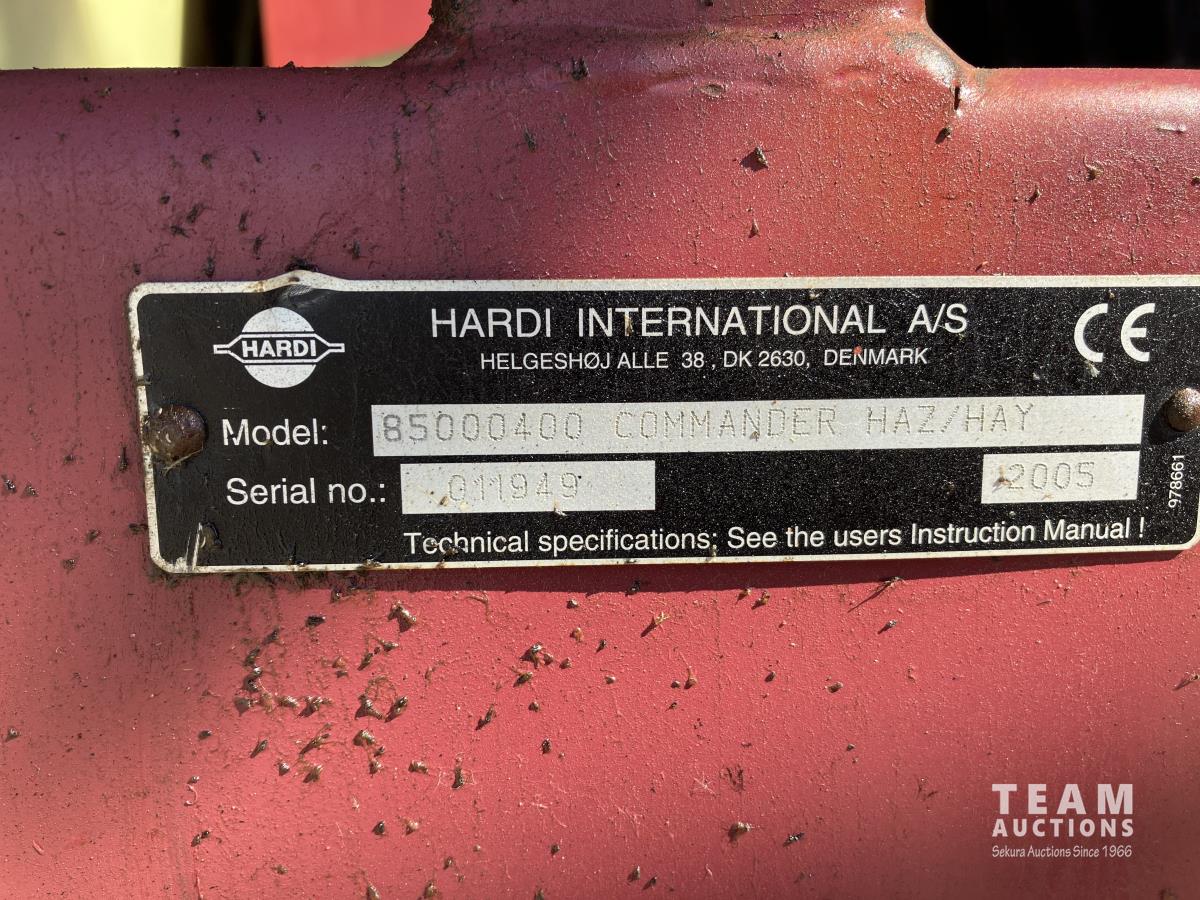 HARDI
HARDI INTERNATIONAL A/S
HELGESHØJ ALLE 38, DK 2630, DENMARK
CE
Model: 85000400 COMMANDER HAZ/HAY
Serial no.: 011949 2005
978661
Technical specifications: See the users Instruction Manual !
TEAM
AUCTIONS
Sekura Auctions Since 1966